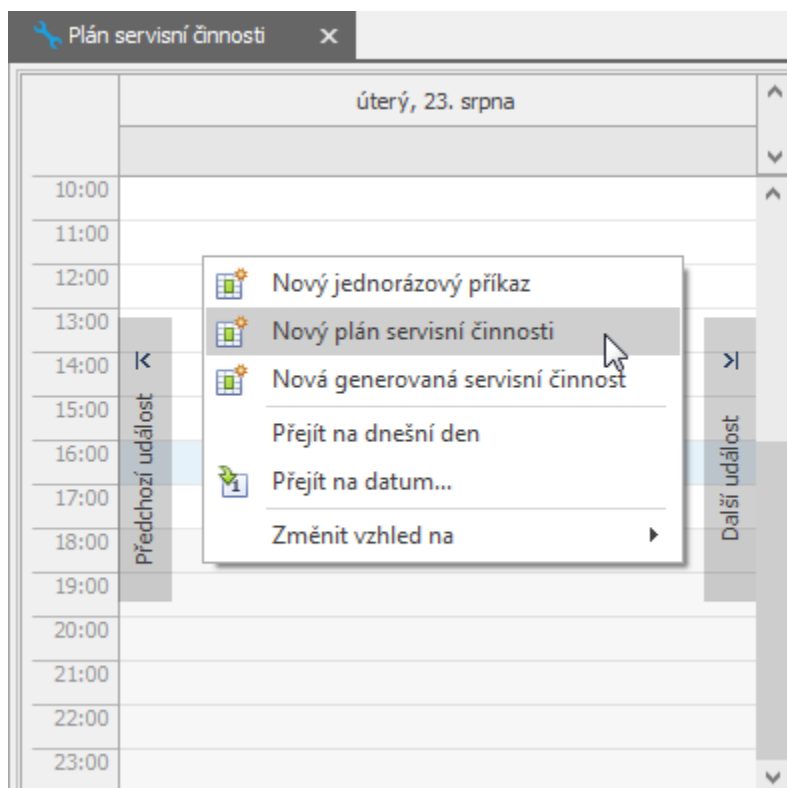 Plán servisní činnosti
úterý, 23. srpna
10:00
11:00
12:00
13:00
14:00
15:00
16:00
17:00
18:00
19:00
20:00
21:00
22:00
23:00
Předchozí událost
Nový jednorázový příkaz
Nový plán servisní činnosti
Nová generovaná servisní činnost
Přejít na dnešní den
1
Přejít na datum...
Změnit vzhled na
Další událost